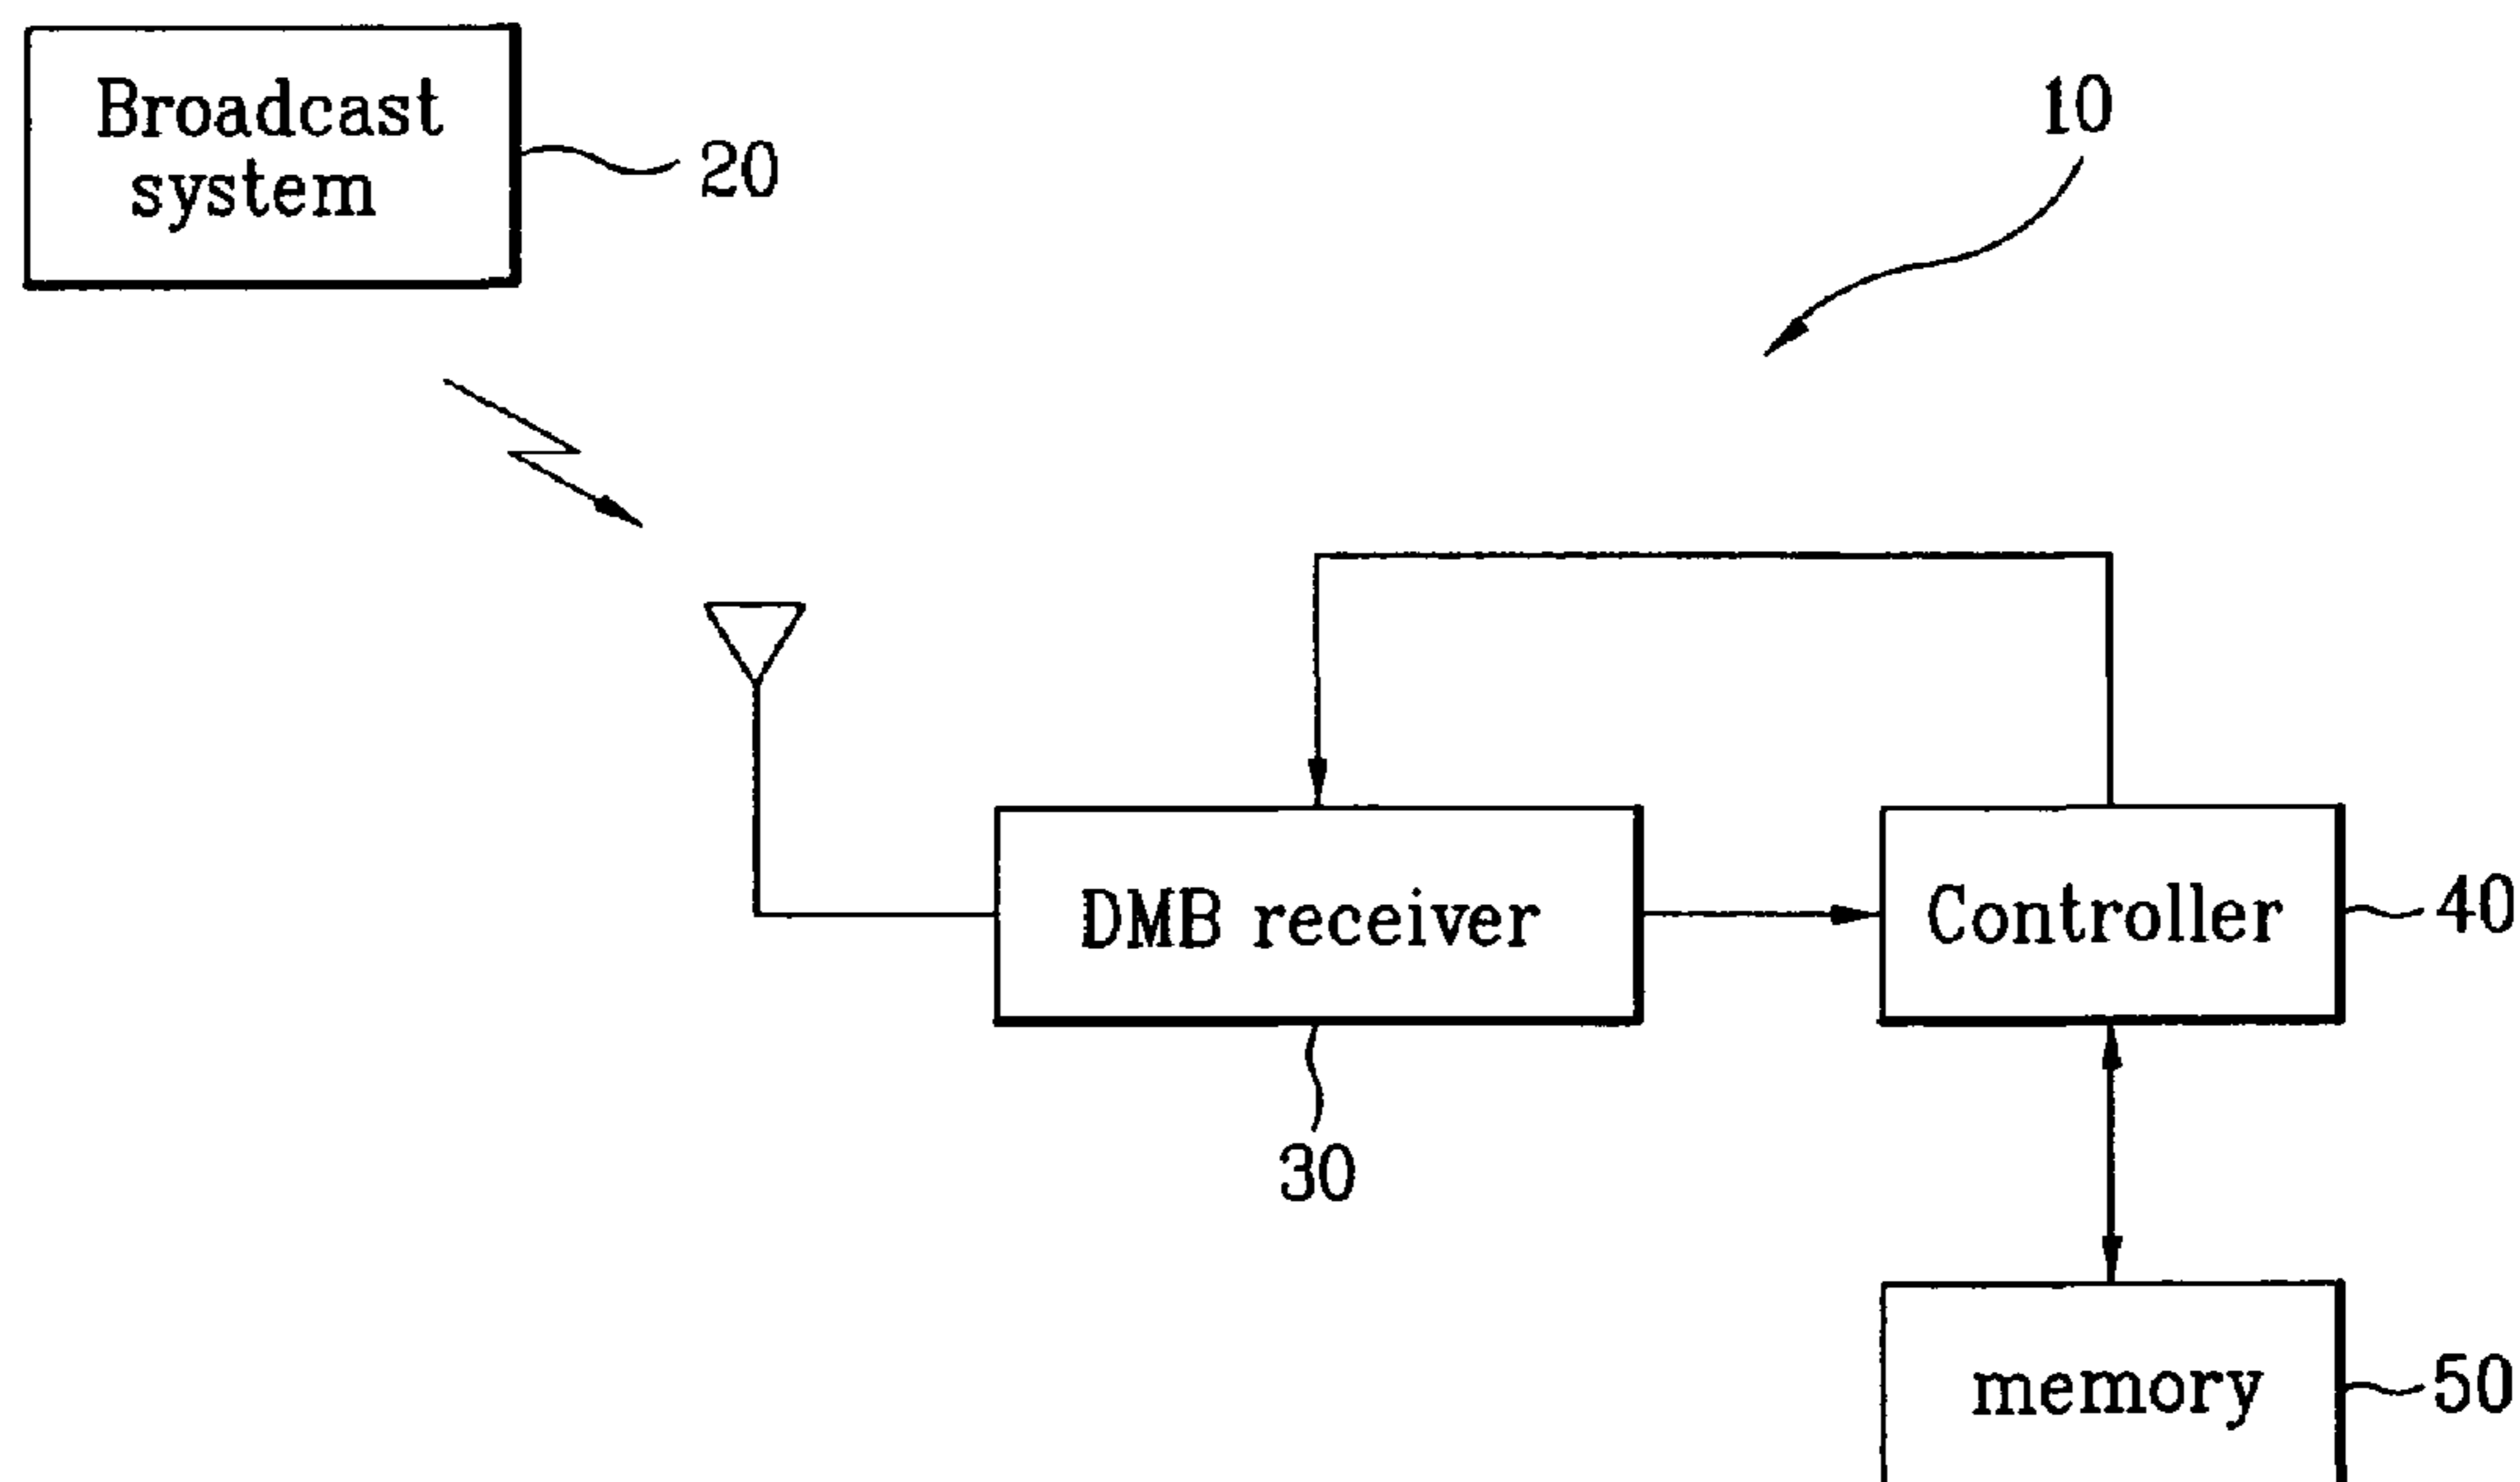 Broadcast
system
20
10
DMB receiver
Controller
40
30
memory
50